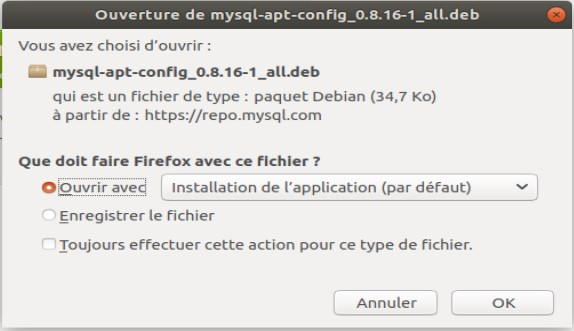 Ouverture de mysql-apt-config_0.8.16-1_all.deb
Vous avez choisi d’ouvrir :
mysql-apt-config_0.8.16-1_all.deb
qui est un fichier de type : paquet Debian (34,7 Ko)
à partir de : https://repo.mysql.com
Que doit faire Firefox avec ce fichier ?
Ouvrir avec Installation de l’application (par défaut)
Enregistrer le fichier
Toujours effectuer cette action pour ce type de fichier.
Annuler OK